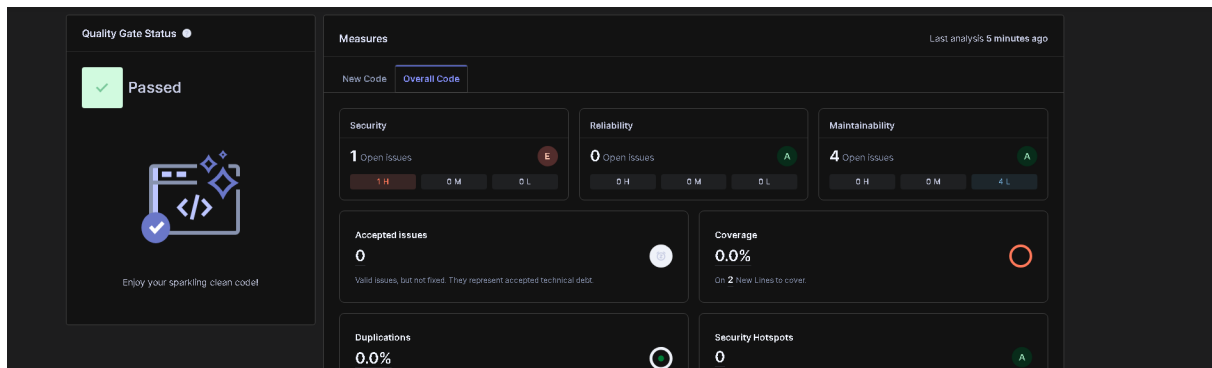 Quality Gate Status
Passed
Enjoy your sparkling clean code!
Measures
Last analysis 5 minutes ago
New Code
Overall Code
Security
1 Open issues
E
1 H
0 M
0 L
Reliability
0 Open issues
A
0 H
0 M
0 L
Maintainability
4 Open issues
A
0 H
0 M
4 L
Accepted issues
0
Valid issues, but not fixed. They represent accepted technical debt.
Coverage
0.0%
On 2 New Lines to cover.
Duplications
0.0%
Security Hotspots
0
A